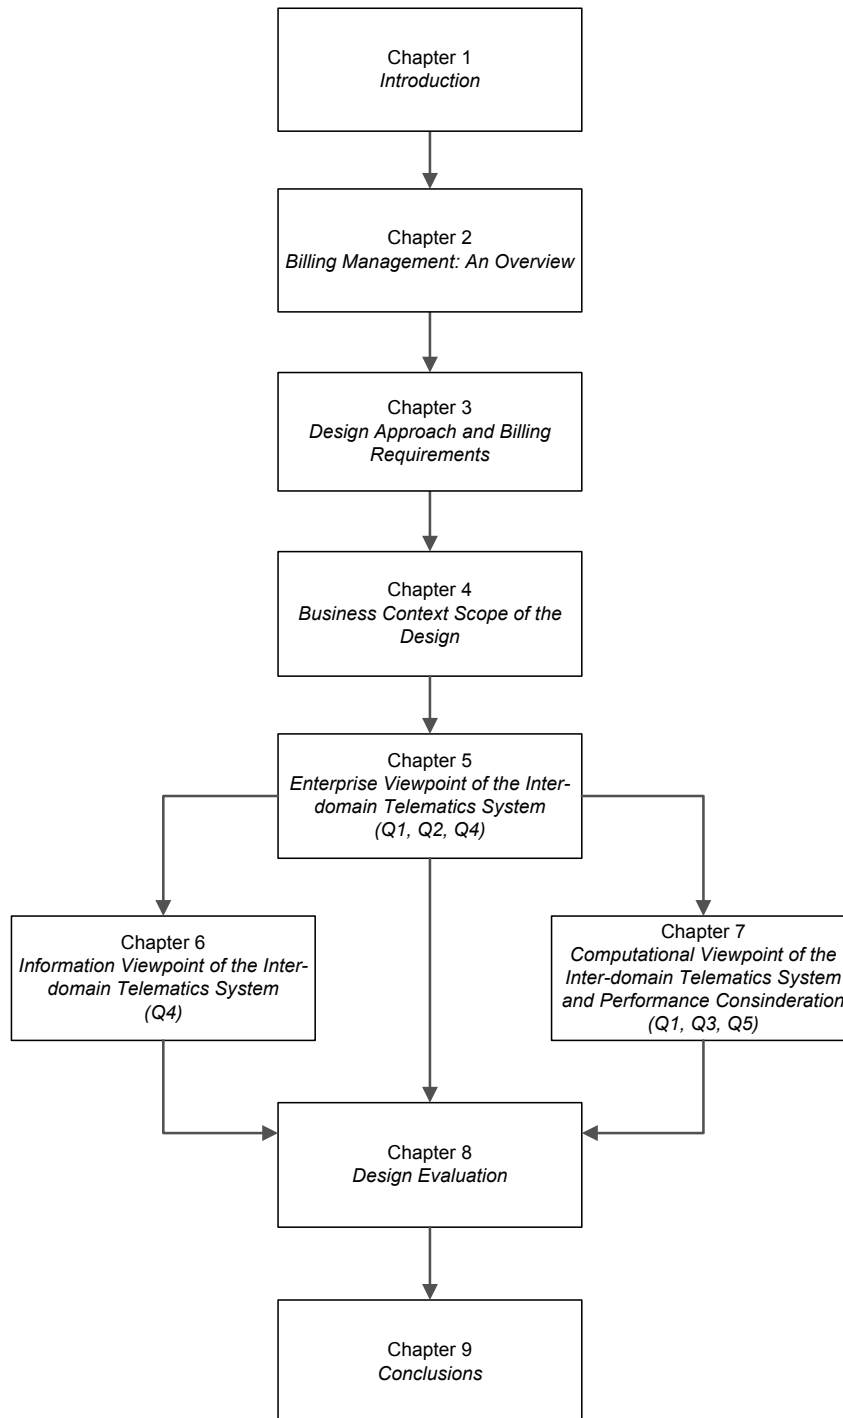 Chapter 1
Introduction
Chapter 2
Billing Management: An Overview
Chapter 3
Design Approach and Billing
Requirements
Chapter 4
Business Context Scope of the
Design
Chapter 5
Enterprise Viewpoint of the Inter-
domain Telematics System
(Q1, Q2, Q4)
Chapter 6
Information Viewpoint of the Inter-
domain Telematics System
(Q4)
Chapter 7
Computational Viewpoint of the
Inter-domain Telematics System
and Performance Consinderation
(Q1, Q3, Q5)
Chapter 8
Design Evaluation
Chapter 9
Conclusions